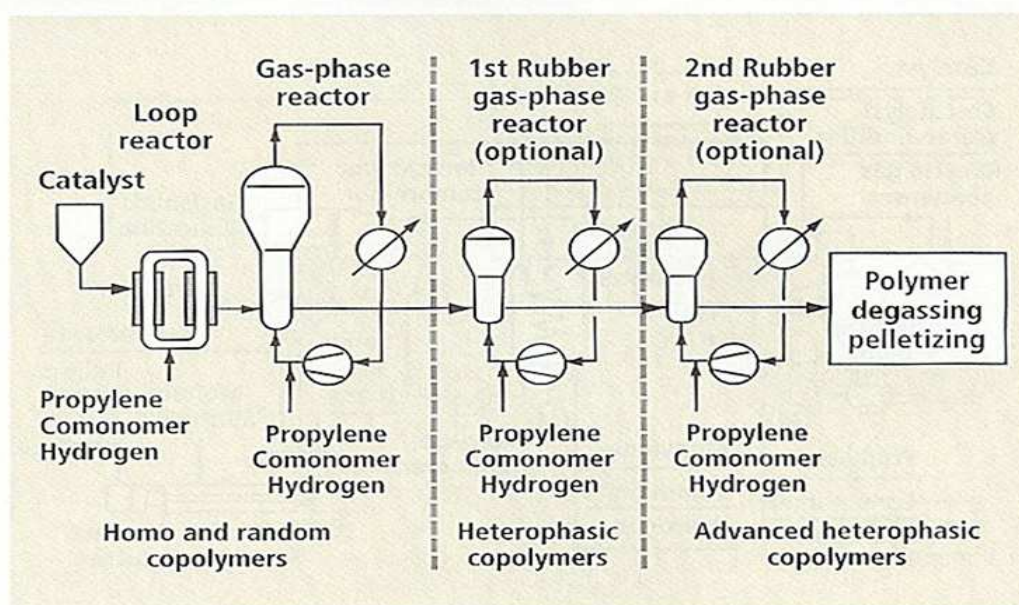 Gas-phase
reactor
1st Rubber
gas-phase
reactor
(optional)
2nd Rubber
gas-phase
reactor
(optional)
Loop
reactor
Catalyst
Polymer
degassing
pelletizing
Propylene
Comonomer
Hydrogen
Propylene
Comonomer
Hydrogen
Propylene
Comonomer
Hydrogen
Propylene
Comonomer
Hydrogen
Homo and random
copolymers
Heterophasic
copolymers
Advanced heterophasic
copolymers